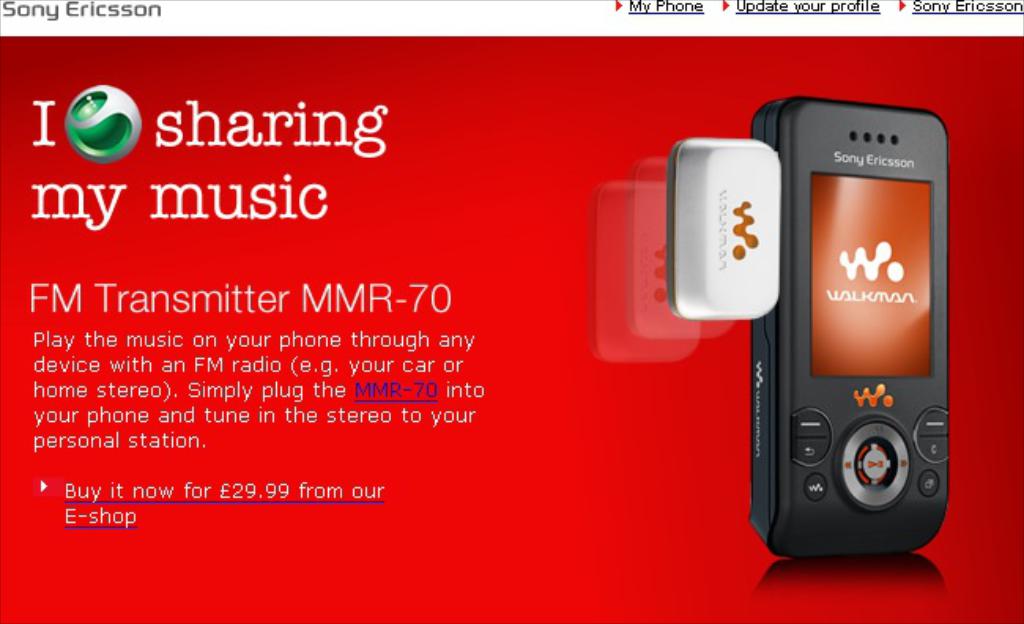 Sony Ericsson
My Phone Update your profile Sony Ericsson
I sharing
my music
FM Transmitter MMR-70
Play the music on your phone through any
device with an FM radio (e.g. your car or
home stereo). Simply plug the MMR-70 into
your phone and tune in the stereo to your
personal station.
Buy it now for £29.99 from our
E-shop
WALKMAN
Sony Ericsson
WALKMAN
WALKMAN